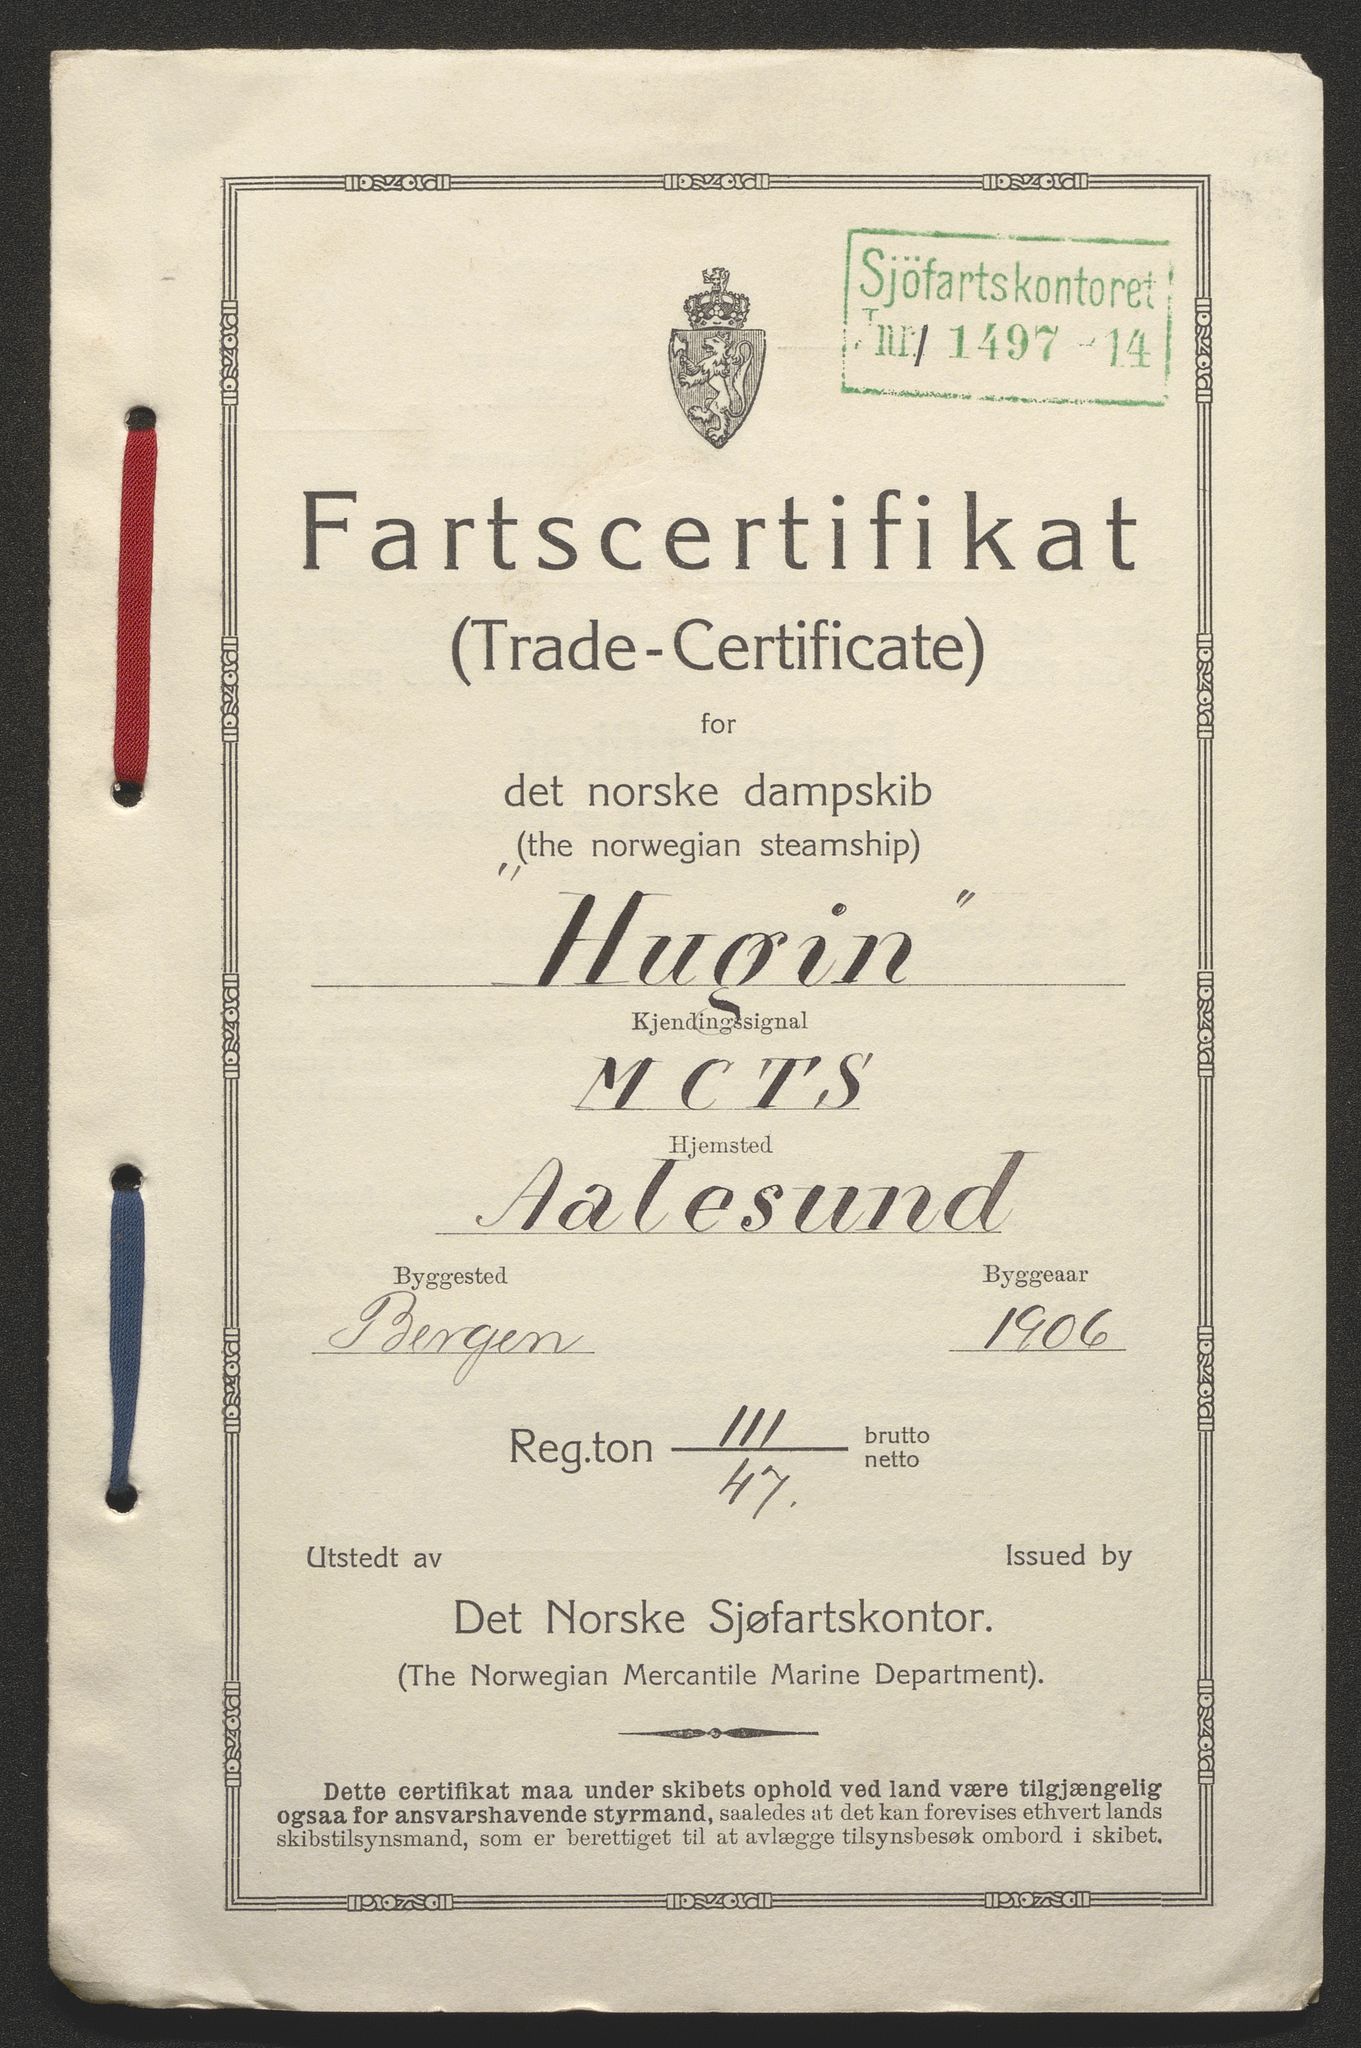 Sjöfartskontoret
Jnr. 1497 - 14
Fartscertifikat
(Trade-Certificate)
for
det norske dampskib
(the norwegian steamship)
„Hugin"
Kjendingssignal
MCTS
Hjemsted
Aalesund
Byggested Byggeaar
Bergen 1906
Reg.ton 111 brutto
47. netto
Utstedt av Issued by
Det Norske Sjøfartskontor.
(The Norwegian Mercantile Marine Department).
Dette certifikat maa under skibets ophold ved land være tilgjængelig
ogsaa for ansvarshavende styrmand, saaledes at det kan forevises ethvert lands
skibstilsynsmand, som er berettiget til at avlægge tilsynsbesøk ombord i skibet.